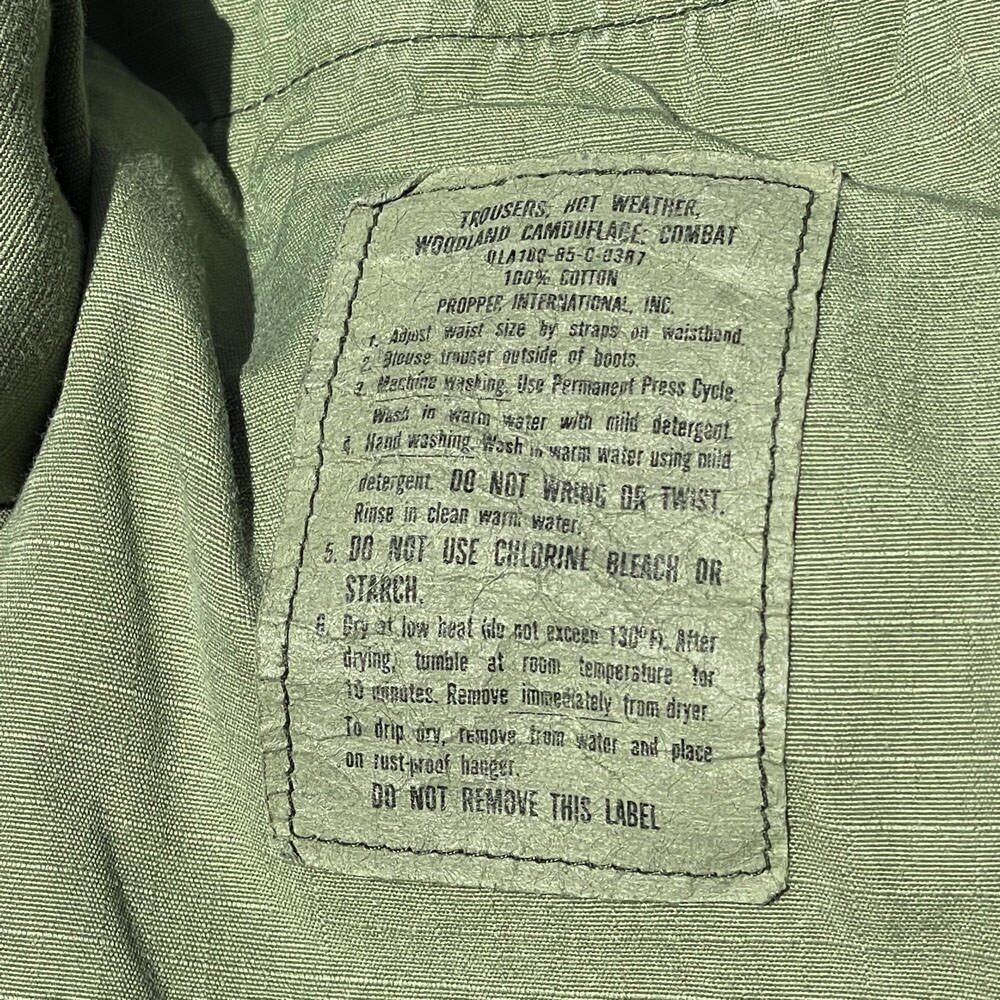 TROUSERS, HOT WEATHER,
WOODLAND CAMOUFLAGE: COMBAT
DLA100-85-C-0387
100% COTTON
PROPPER INTERNATIONAL, INC.
1. Adjust waist size by straps on waistband.
2. Blouse trouser outside of boots.
3. Machine washing. Use Permanent Press Cycle.
Wash in warm water with mild detergent.
4. Hand washing. Wash in warm water using mild
detergent. DO NOT WRING OR TWIST.
Rinse in clean warm water.
5. DO NOT USE CHLORINE BLEACH OR
STARCH.
6. Dry at low heat (do not exceed 130°F). After
drying, tumble at room temperature for
10 minutes. Remove immediately from dryer.
To drip dry, remove from water and place
on rust-proof hanger.
DO NOT REMOVE THIS LABEL